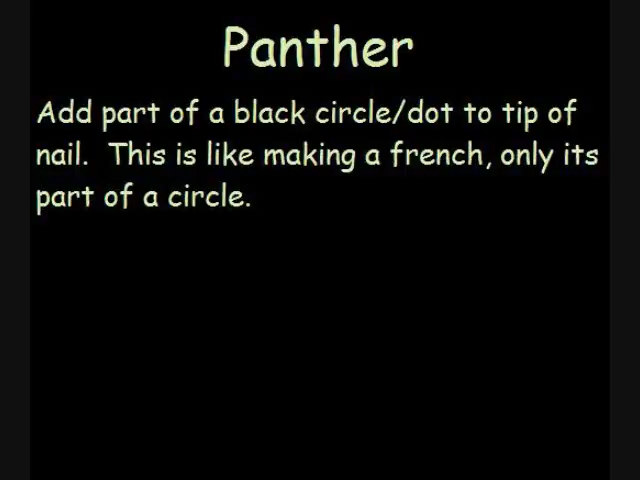 Panther
Add part of a black circle/dot to tip of
nail. This is like making a french, only its
part of a circle.